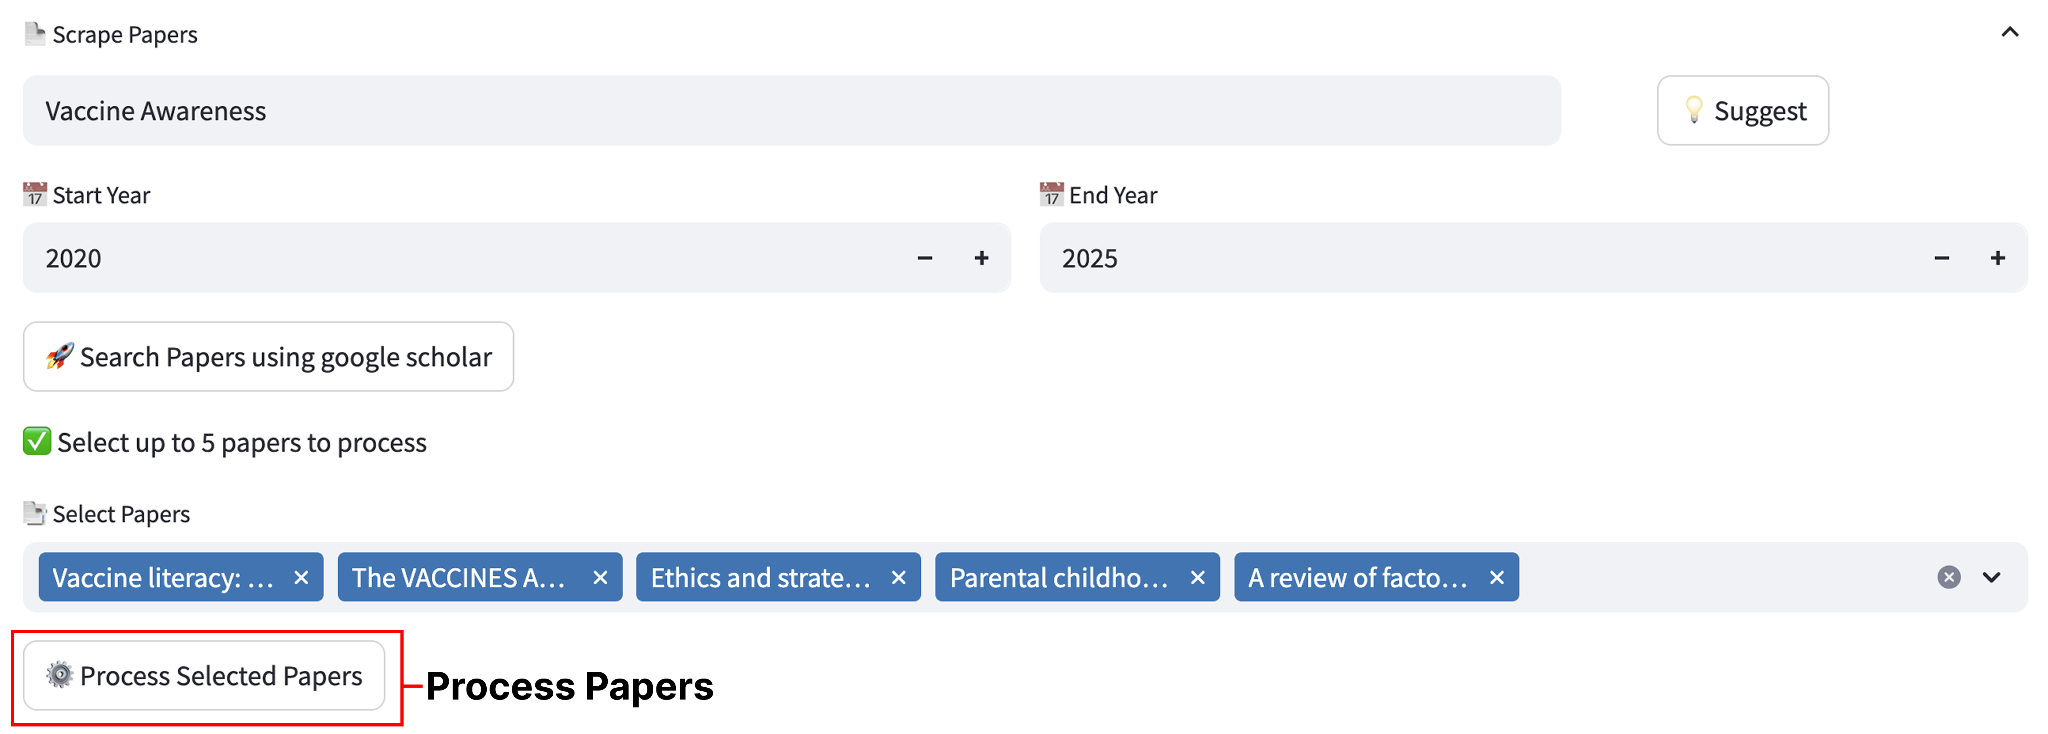 Scrape Papers
Vaccine Awareness
Suggest
17 Start Year
17 End Year
2020 − +
2025 − +
Search Papers using google scholar
Select up to 5 papers to process
Select Papers
Vaccine literacy: ... × The VACCINES A... × Ethics and strate... × Parental childho... × A review of facto... ×
Process Selected Papers
Process Papers